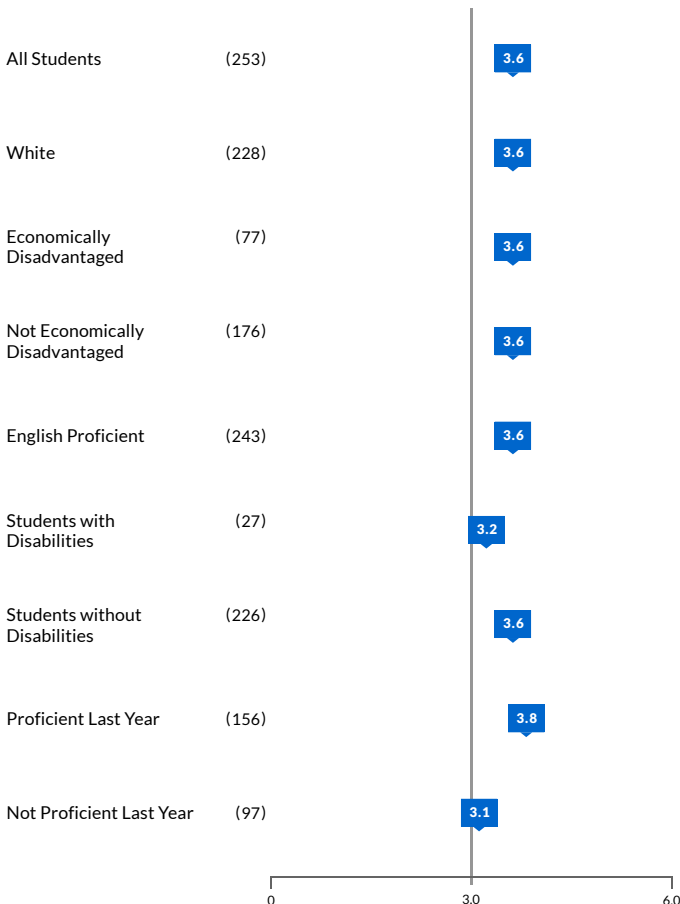 All Students (253) 3.6
White (228) 3.6
Economically (77)
Disadvantaged 3.6
Not Economically (176)
Disadvantaged 3.6
English Proficient (243) 3.6
Students with (27)
Disabilities 3.2
Students without (226)
Disabilities 3.6
Proficient Last Year (156) 3.8
Not Proficient Last Year (97) 3.1
0 3.0 6.0